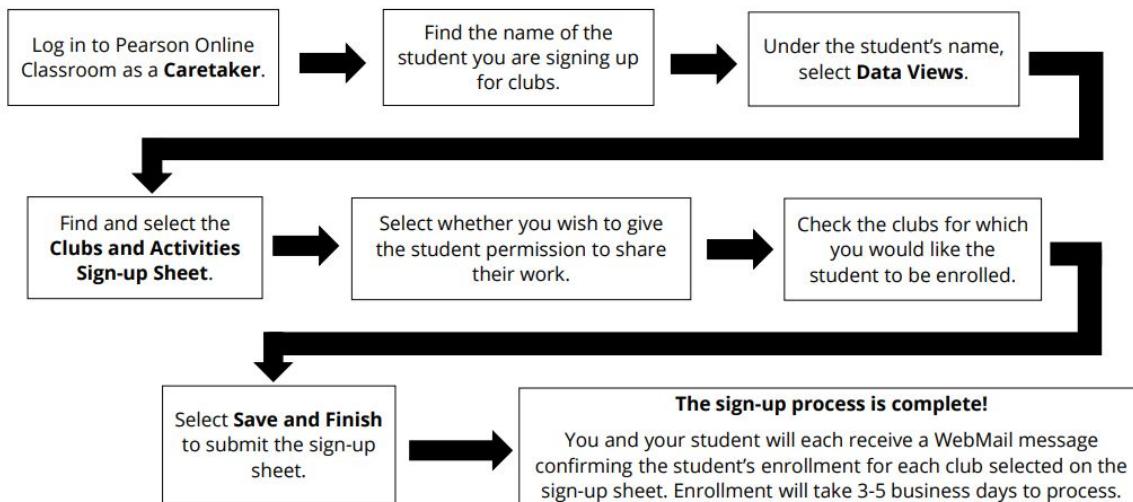 Log in to Pearson Online
Classroom as a Caretaker.
Find the name of the
student you are signing up
for clubs.
Under the student’s name,
select Data Views.
Find and select the
Clubs and Activities
Sign-up Sheet.
Select whether you wish to give
the student permission to share
their work.
Check the clubs for which
you would like the
student to be enrolled.
Select Save and Finish
to submit the sign-up
sheet.
The sign-up process is complete!
You and your student will each receive a WebMail message
confirming the student’s enrollment for each club selected on the
sign-up sheet. Enrollment will take 3-5 business days to process.